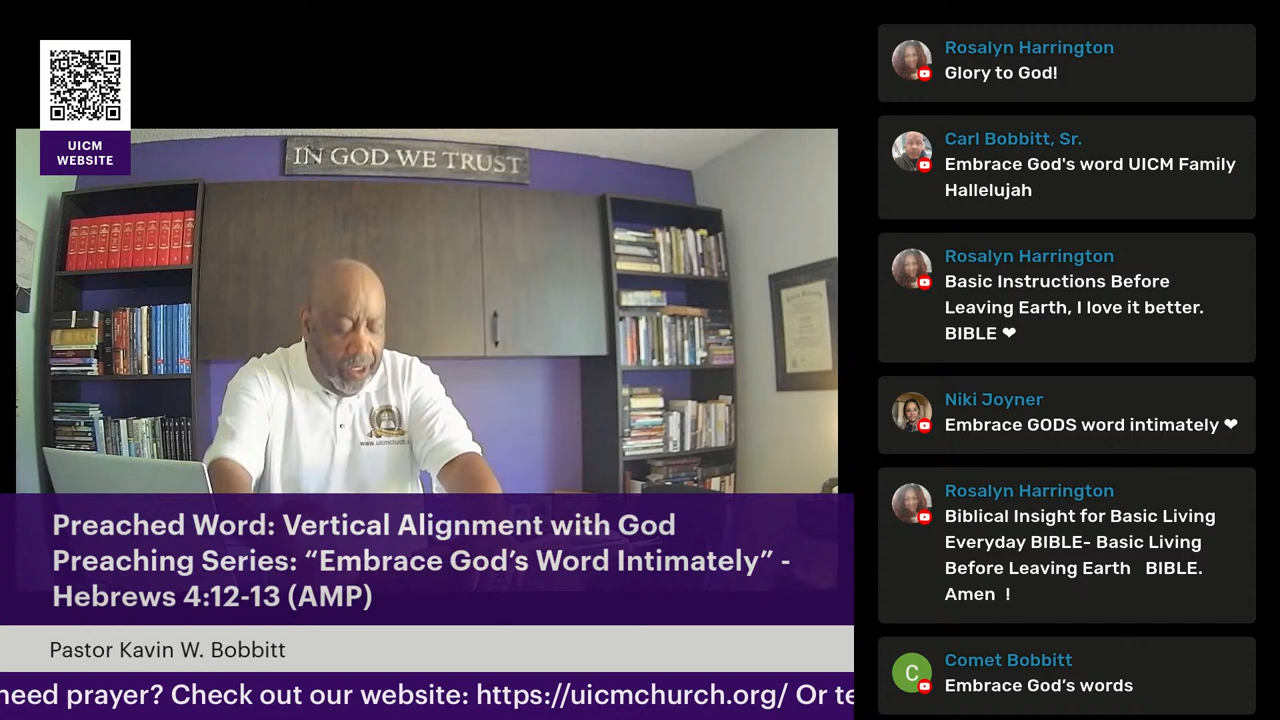 UICM
WEBSITE
IN GOD WE TRUST
www.uicmchurch.
Preached Word: Vertical Alignment with God
Preaching Series: “Embrace God’s Word Intimately” -
Hebrews 4:12-13 (AMP)
Pastor Kavin W. Bobbitt
need prayer? Check out our website: https://uicmchurch.org/ Or te
Rosalyn Harrington
Glory to God!
Carl Bobbitt, Sr.
Embrace God's word UICM Family
Hallelujah
Rosalyn Harrington
Basic Instructions Before
Leaving Earth, I love it better.
BIBLE ❤
Niki Joyner
Embrace GODS word intimately ❤
Rosalyn Harrington
Biblical Insight for Basic Living
Everyday BIBLE- Basic Living
Before Leaving Earth BIBLE.
Amen !
C
Comet Bobbitt
Embrace God’s words